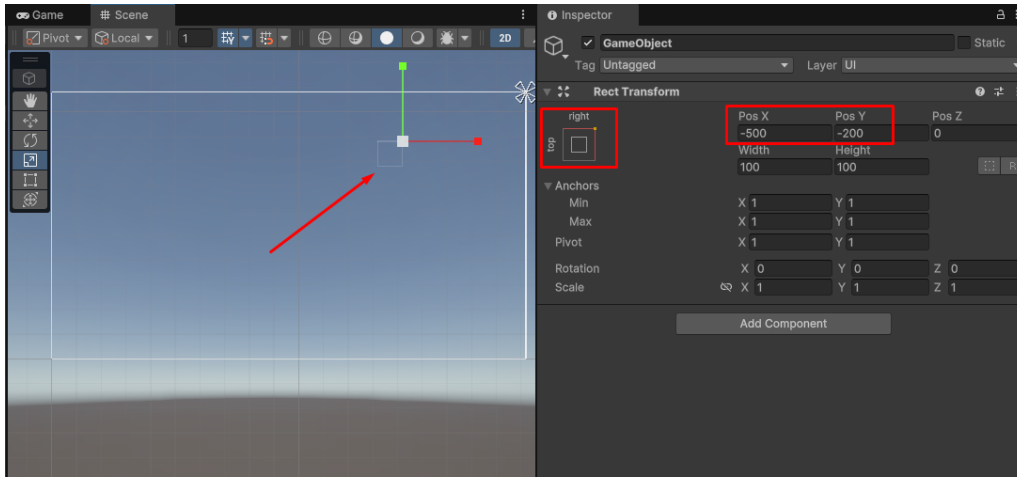 Game
Scene
Inspector
Pivot
Local
1
2D
GameObject
Static
Tag Untagged
Layer UI
Rect Transform
right
top
Pos X Pos Y Pos Z
-500 -200 0
Width Height
100 100
R
Anchors
Min X 1 Y 1
Max X 1 Y 1
Pivot X 1 Y 1
Rotation X 0 Y 0 Z 0
Scale X 1 Y 1 Z 1
Add Component